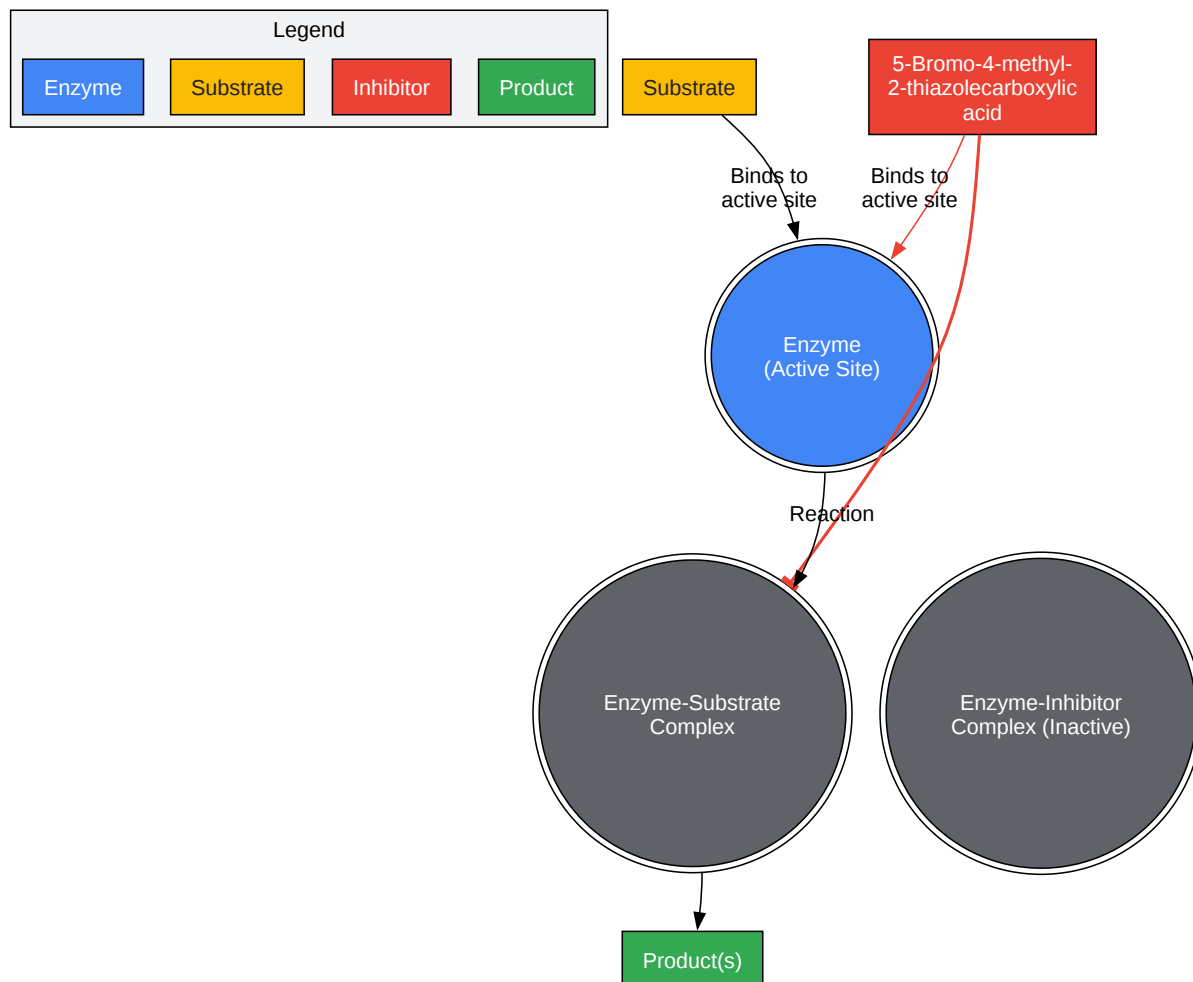 Legend
Enzyme
Substrate
Inhibitor
Product
Substrate
5-Bromo-4-methyl-
2-thiazolecarboxylic
acid
Binds to
active site
Binds to
active site
Enzyme
(Active Site)
Reaction
Enzyme-Substrate
Complex
Enzyme-Inhibitor
Complex (Inactive)
Product(s)